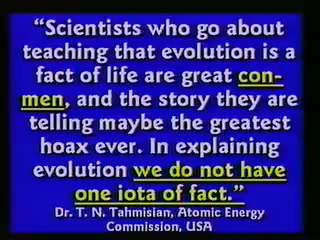 “Scientists who go about
teaching that evolution is a
fact of life are great con-
men, and the story they are
telling maybe the greatest
hoax ever. In explaining
evolution we do not have
one iota of fact.”
Dr. T. N. Tahmisian, Atomic Energy
Commission, USA